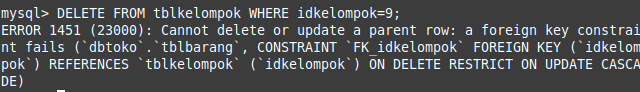 mysql> DELETE FROM tblkelompok WHERE idkelompok=9;
ERROR 1451 (23000): Cannot delete or update a parent row: a foreign key constrai
nt fails (`dbtoko`.`tblbarang`, CONSTRAINT `FK_idkelompok` FOREIGN KEY (`idkelom
pok`) REFERENCES `tblkelompok` (`idkelompok`) ON DELETE RESTRICT ON UPDATE CASCA
DE)